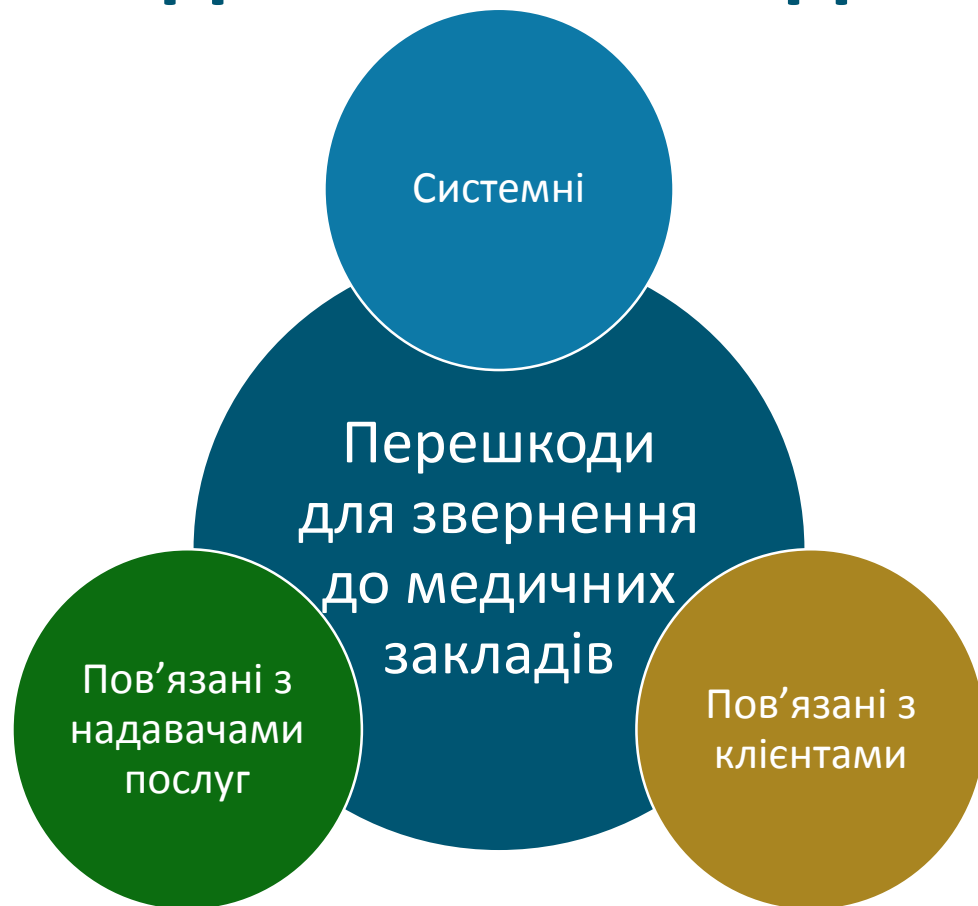 Системні
Перешкоди
для звернення
до медичних
закладів
Пов’язані з
надавачами
послуг
Пов’язані з
клієнтами